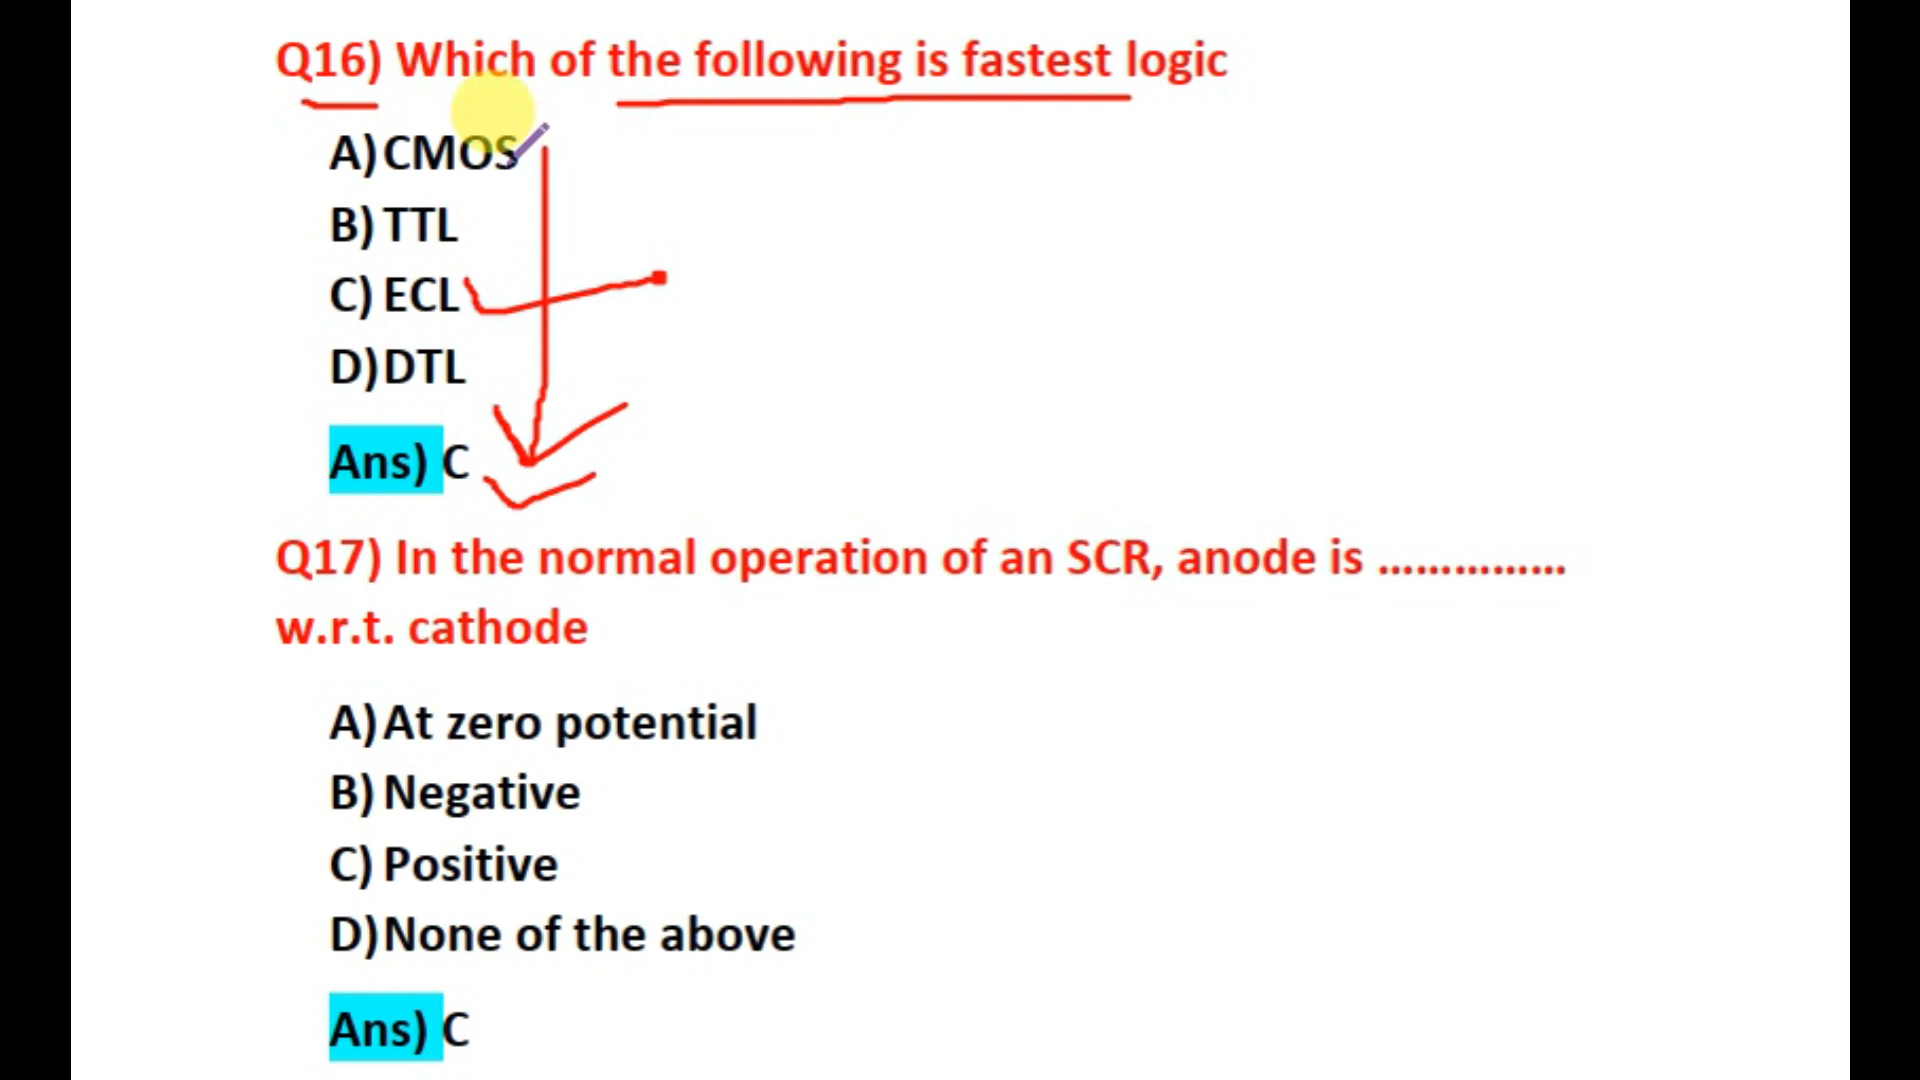 Q16) Which of the following is fastest logic
A) CMOS
B) TTL
C) ECL
D) DTL
Ans) C
Q17) In the normal operation of an SCR, anode is ……………
w.r.t. cathode
A) At zero potential
B) Negative
C) Positive
D) None of the above
Ans) C